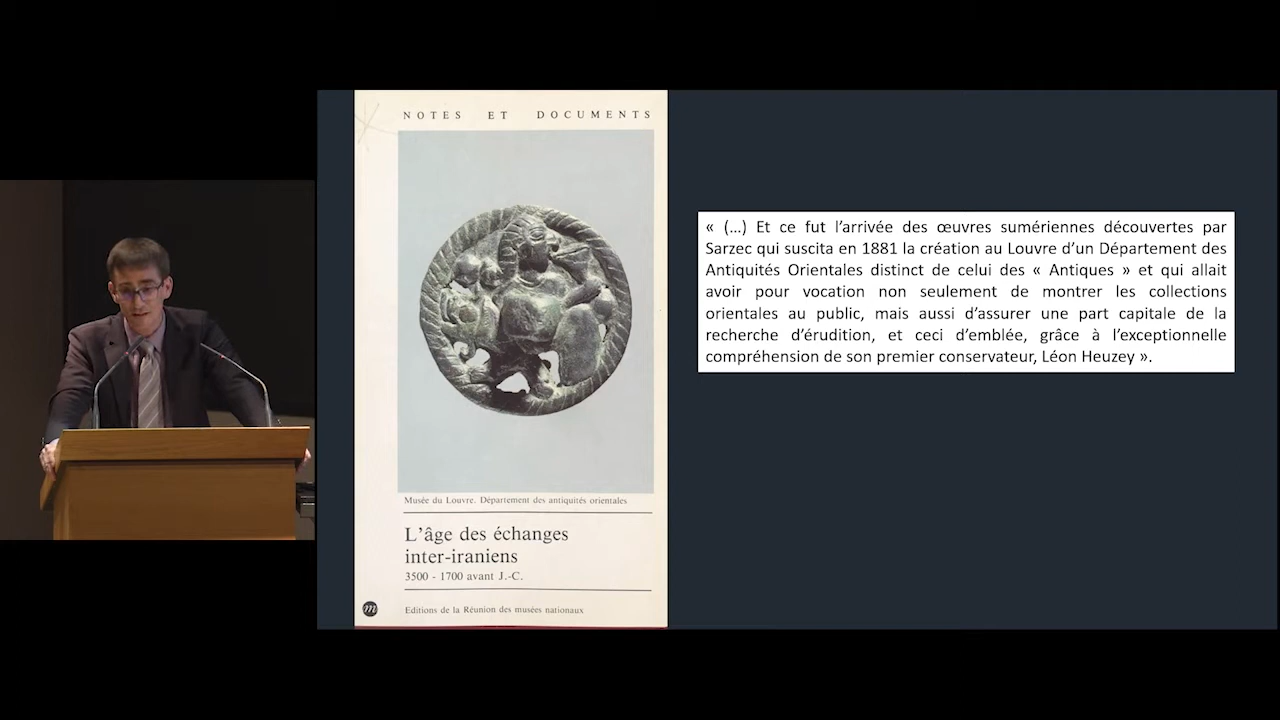 NOTES ET DOCUMENTS
Musée du Louvre. Département des antiquités orientales
L'âge des échanges
inter-iraniens
3500 - 1700 avant J.-C.
m
Editions de la Réunion des musées nationaux
« (…) Et ce fut l'arrivée des œuvres sumériennes découvertes par
Sarzec qui suscita en 1881 la création au Louvre d'un Département des
Antiquités Orientales distinct de celui des « Antiques » et qui allait
avoir pour vocation non seulement de montrer les collections
orientales au public, mais aussi d'assurer une part capitale de la
recherche d'érudition, et ceci d'emblée, grâce à l'exceptionnelle
compréhension de son premier conservateur, Léon Heuzey ».